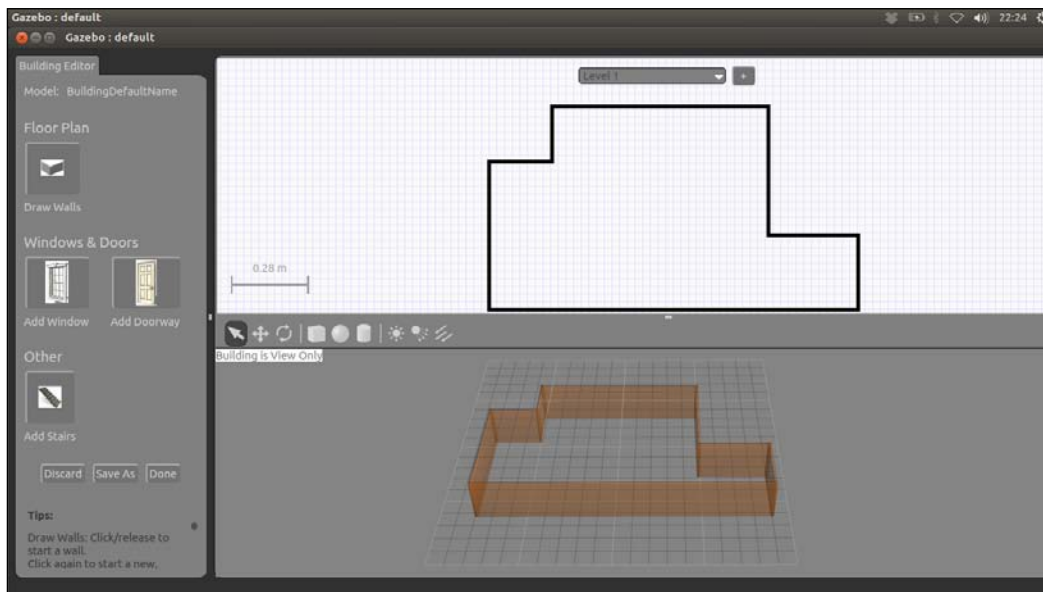 Gazebo : default
22:24
Gazebo : default
Building Editor
Model: BuildingDefaultName
Floor Plan
Draw Walls
Windows & Doors
Add Window Add Doorway
Other
Add Stairs
Discard Save As Done
Tips:
Draw Walls: Click/release to
start a wall.
Click again to start a new,
Level 1
+
0.28 m
Building is View Only